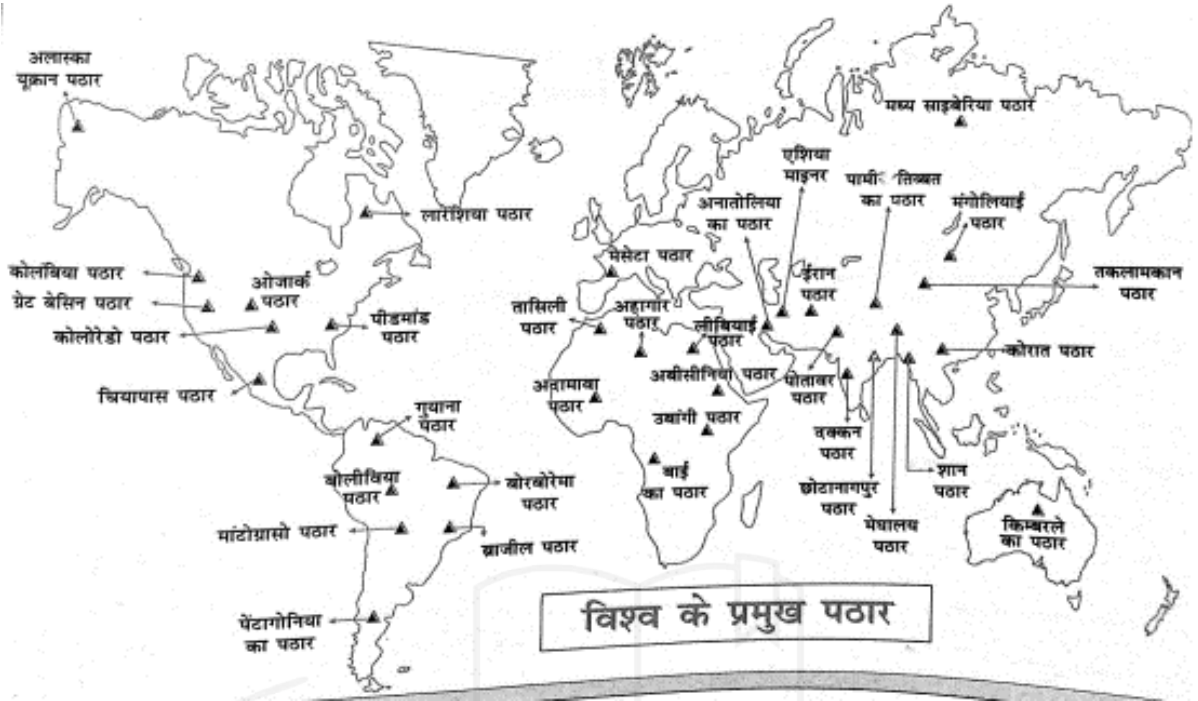 अलास्का
यूक्रान पठार
मध्य साइबेरिया पठार
एशिया
माइनर
पामीर तिब्बत
का पठार
अनातोलिया
का पठार
मंगोलियाई
पठार
लारेशिया पठार
मेसेटा पठार
कोलंबिया पठार
ओजार्क
पठार
ग्रेट बेसिन पठार
कोलोरेडो पठार
पीडमांड
पठार
तासिली
पठार
अहागार
पठार
लीबियाई
पठार
ईरान
पठार
तकलामकान
पठार
कोरात पठार
चियापास पठार
अदामावा
पठार
अबीसीनिया पठार
पोतावर
पठार
उबांगी पठार
दक्कन
पठार
गुयाना
पठार
बोलीविया
पठार
बोरबोरेमा
पठार
बाई
का पठार
छोटानागपुर
पठार
शान
पठार
मेघालय
पठार
मांटोग्रासो पठार
ब्राजील पठार
किम्बरले
का पठार
पेंटागोनिया
का पठार
विश्व के प्रमुख पठार